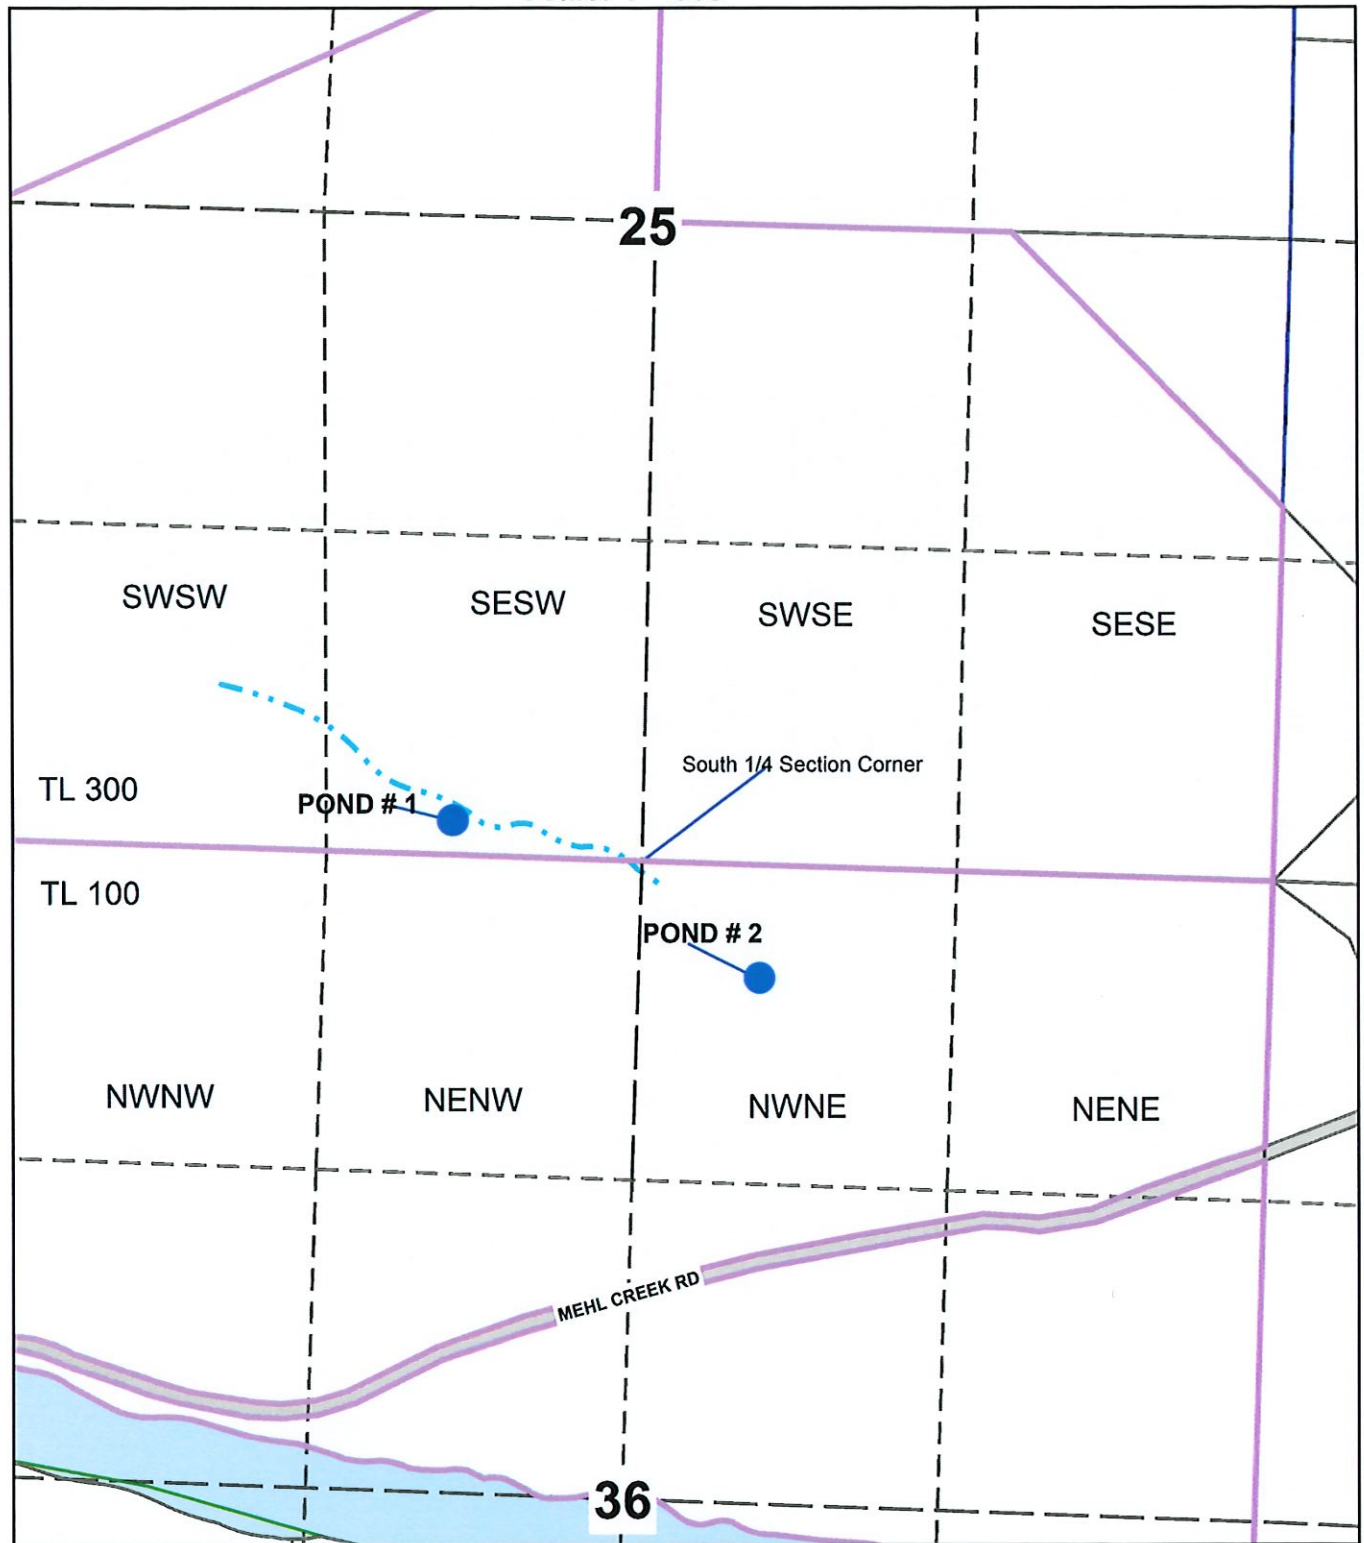 25
SWSW
SESW
SWSE
SESE
South 1/4 Section Corner
TL 300
POND # 1
TL 100
POND # 2
NWNW
NENW
NWNE
NENE
MEHL CREEK RD
36